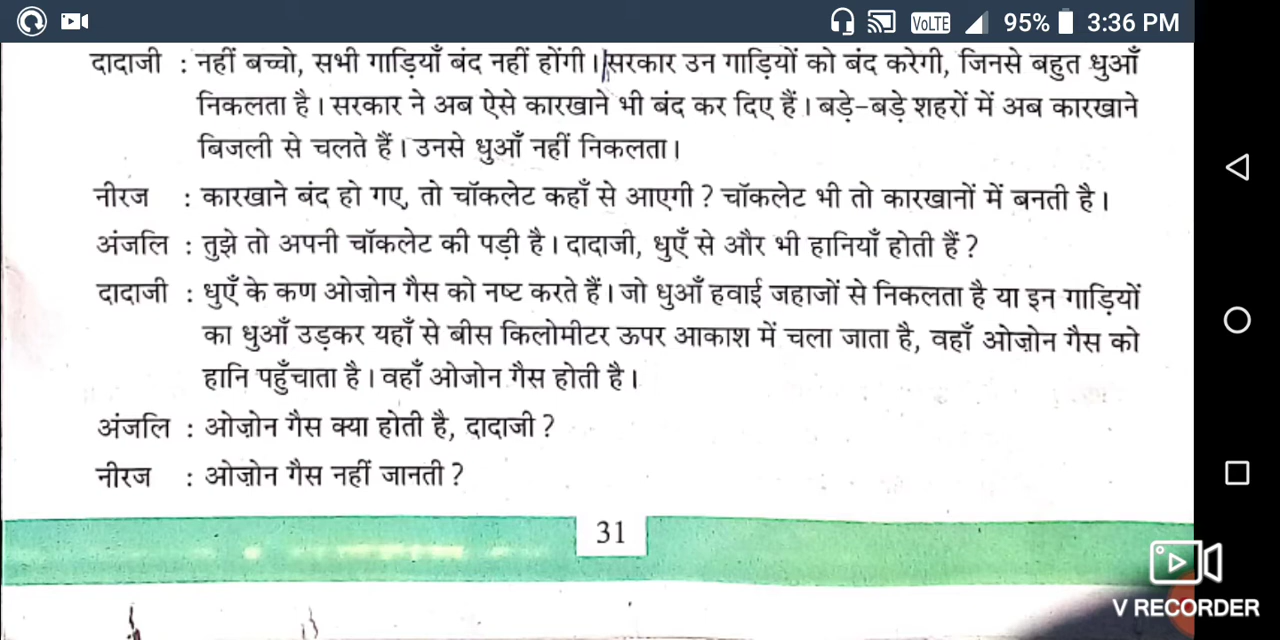 VoLTE 95% 3:36 PM
दादाजी : नहीं बच्चो, सभी गाड़ियाँ बंद नहीं होंगी। सरकार उन गाड़ियों को बंद करेगी, जिनसे बहुत धुआँ
निकलता है। सरकार ने अब ऐसे कारखाने भी बंद कर दिए हैं। बड़े-बड़े शहरों में अब कारखाने
बिजली से चलते हैं। उनसे धुआँ नहीं निकलता।
नीरज : कारखाने बंद हो गए, तो चॉकलेट कहाँ से आएगी? चॉकलेट भी तो कारखानों में बनती है।
अंजलि : तुझे तो अपनी चॉकलेट की पड़ी है। दादाजी, धुएँ से और भी हानियाँ होती हैं?
दादाजी : धुएँ के कण ओज़ोन गैस को नष्ट करते हैं। जो धुआँ हवाई जहाजों से निकलता है या इन गाड़ियों
का धुआँ उड़कर यहाँ से बीस किलोमीटर ऊपर आकाश में चला जाता है, वहाँ ओज़ोन गैस को
हानि पहुँचाता है। वहाँ ओजोन गैस होती है।
अंजलि : ओज़ोन गैस क्या होती है, दादाजी?
नीरज : ओज़ोन गैस नहीं जानती?
31
V RECORDER